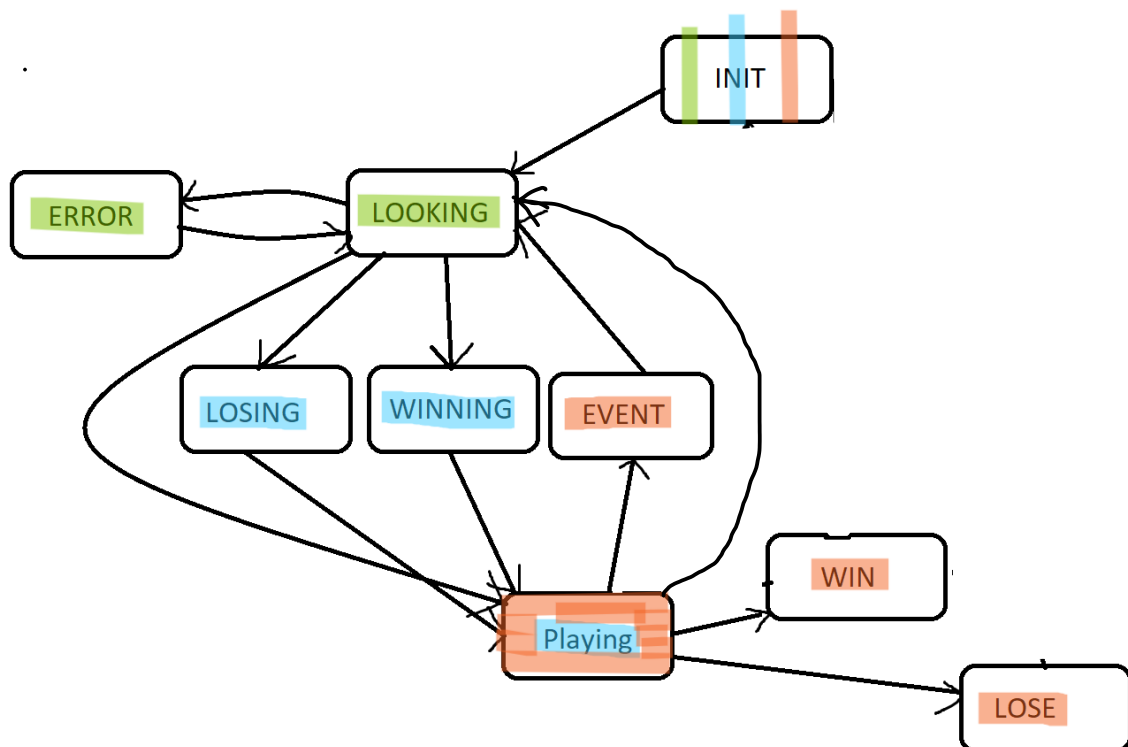 INIT
ERROR
LOOKING
LOSING
WINNING
EVENT
WIN
Playing
LOSE